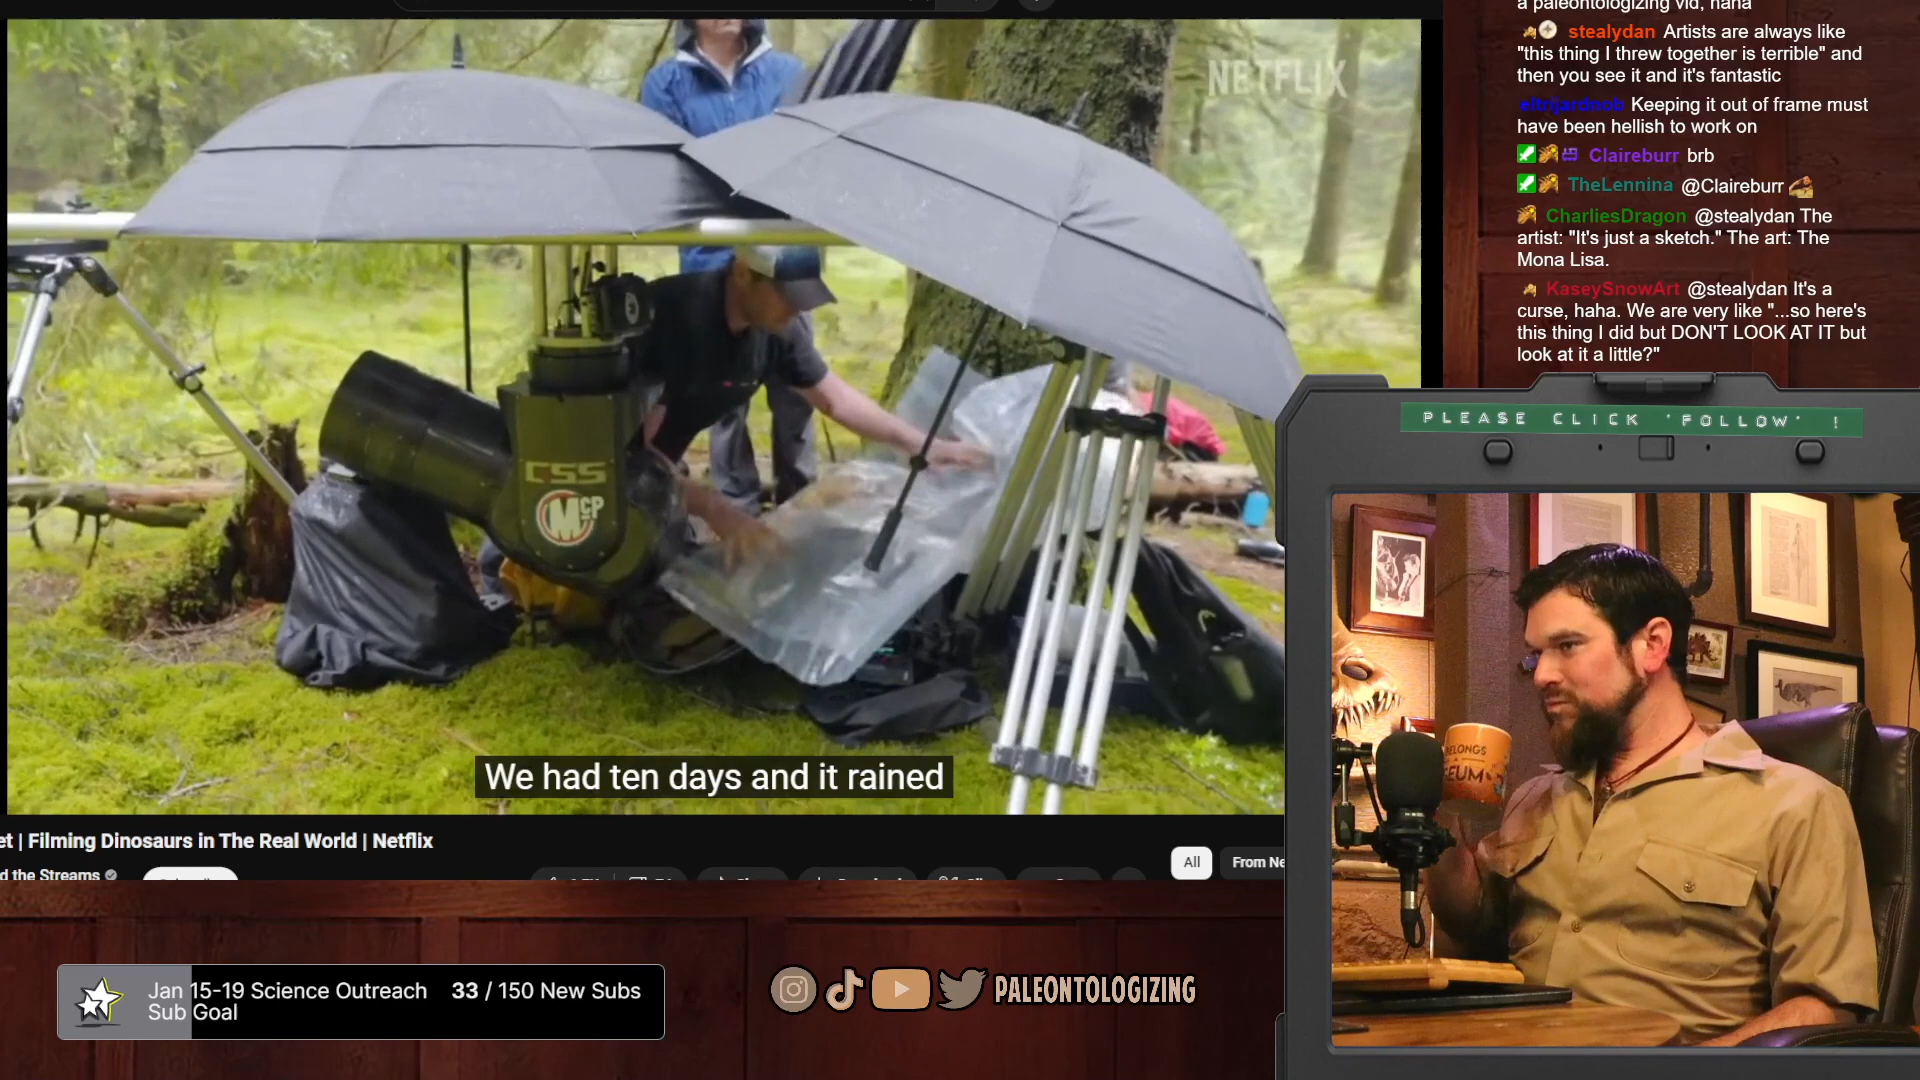 NETFLIX
a paleontologizing vid, haha
stealydan Artists are always like
"this thing I threw together is terrible" and
then you see it and it's fantastic
eltrijardnob Keeping it out of frame must
have been hellish to work on
Claireburr brb
TheLennina @Claireburr
CharliesDragon @stealydan The
artist: "It's just a sketch." The art: The
Mona Lisa.
KaseySnowArt @stealydan It's a
curse, haha. We are very like "...so here's
this thing I did but DON'T LOOK AT IT but
look at it a little?"
PLEASE CLICK 'FOLLOW' !
CSS
MCP
BELONGS
We had ten days and it rained
et | Filming Dinosaurs in The Real World | Netflix
d the Streams
All
From Ne
Jan 15-19 Science Outreach 33 / 150 New Subs
Sub Goal
PALEONTOLOGIZING